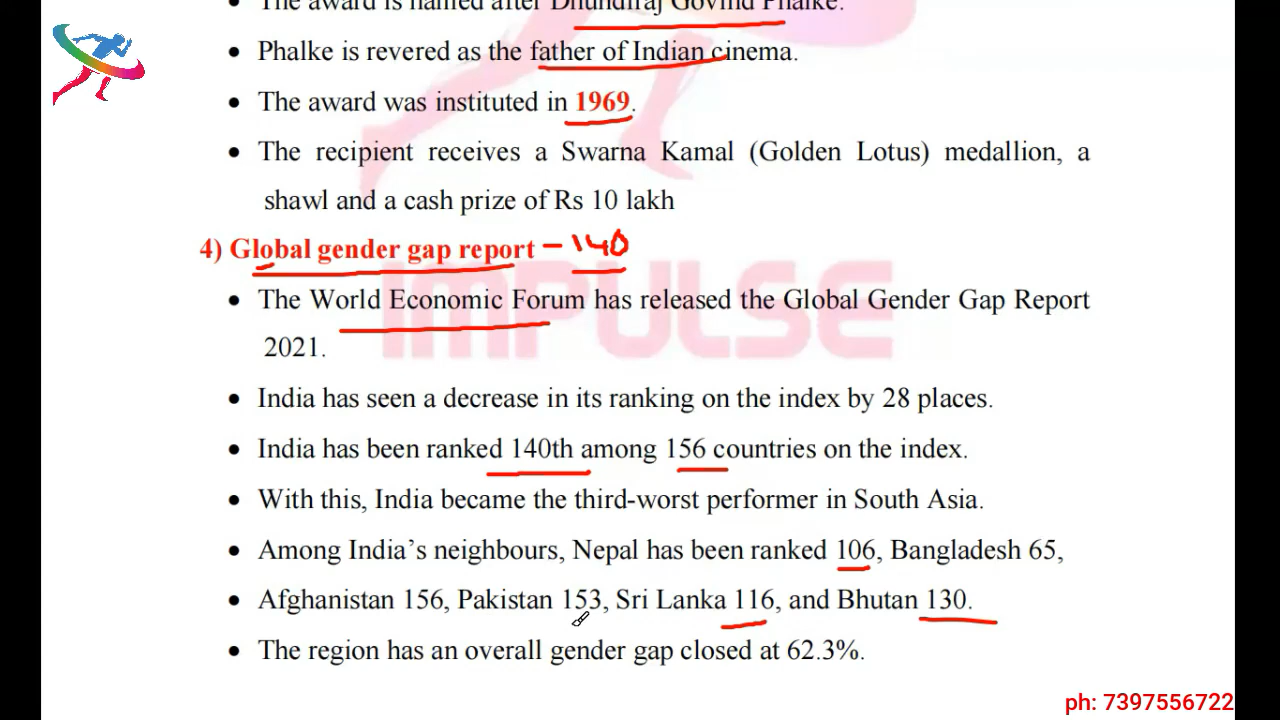 • The award is named after Dhundiraj Govind Phalke.
• Phalke is revered as the father of Indian cinema.
• The award was instituted in 1969.
• The recipient receives a Swarna Kamal (Golden Lotus) medallion, a
shawl and a cash prize of Rs 10 lakh
4) Global gender gap report – 140
• The World Economic Forum has released the Global Gender Gap Report
2021.
• India has seen a decrease in its ranking on the index by 28 places.
• India has been ranked 140th among 156 countries on the index.
• With this, India became the third-worst performer in South Asia.
• Among India’s neighbours, Nepal has been ranked 106, Bangladesh 65,
• Afghanistan 156, Pakistan 153, Sri Lanka 116, and Bhutan 130.
• The region has an overall gender gap closed at 62.3%.
IMPULSE
ph: 7397556722